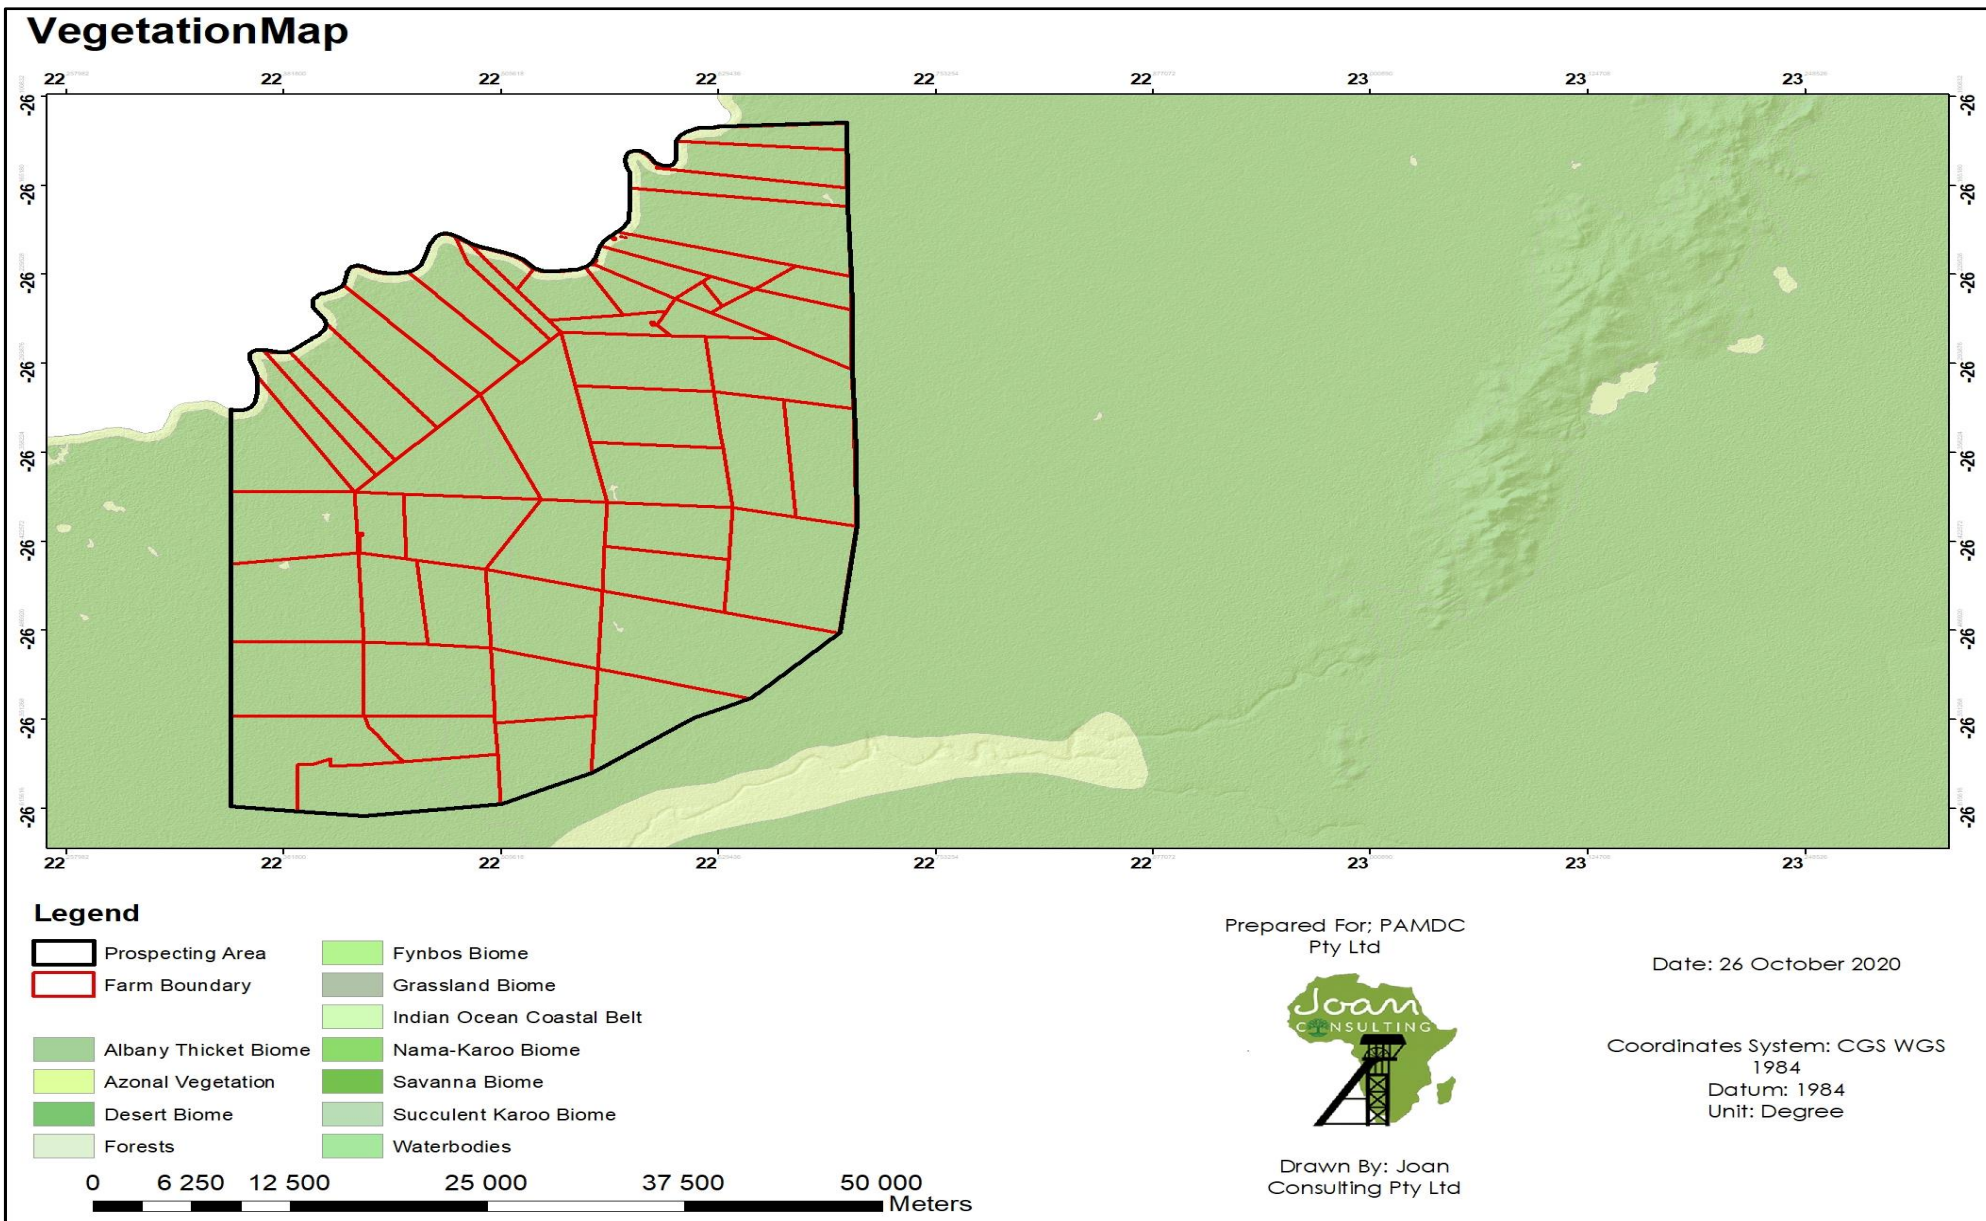 VegetationMap
22 22 22 22 22 22 23 23 23
-26 -26
-26 -26
-26 -26
-26 -26
-26 -26
-26 -26
-26 -26
-26 -26
-26 -26
22 22 22 22 22 22 23 23 23
Legend
Prospecting Area
Farm Boundary
Albany Thicket Biome
Azonal Vegetation
Desert Biome
Forests
Fynbos Biome
Grassland Biome
Indian Ocean Coastal Belt
Nama-Karoo Biome
Savanna Biome
Succulent Karoo Biome
Waterbodies
0 6 250 12 500 25 000 37 500 50 000
Meters
Prepared For; PAMDC
Pty Ltd
Joan
CONSULTING
Drawn By: Joan
Consulting Pty Ltd
Date: 26 October 2020
Coordinates System: CGS WGS
1984
Datum: 1984
Unit: Degree